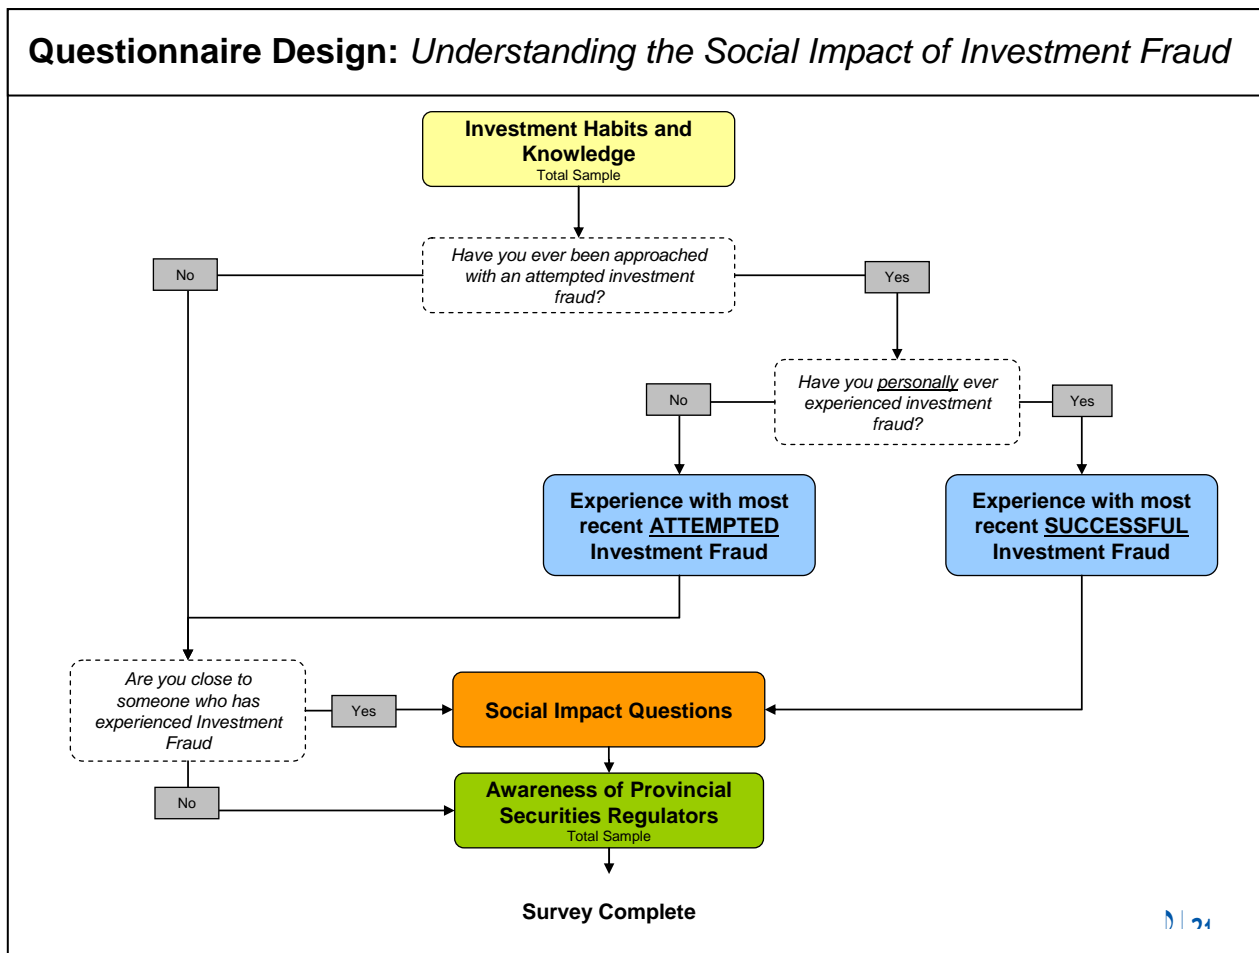 Questionnaire Design: Understanding the Social Impact of Investment Fraud
Investment Habits and
Knowledge
Total Sample
Have you ever been approached
with an attempted investment
fraud?
No
Yes
Have you personally ever
experienced investment
fraud?
No
Yes
Experience with most
recent ATTEMPTED
Investment Fraud
Experience with most
recent SUCCESSFUL
Investment Fraud
Are you close to
someone who has
experienced Investment
Fraud
Yes
Social Impact Questions
No
Awareness of Provincial
Securities Regulators
Total Sample
Survey Complete